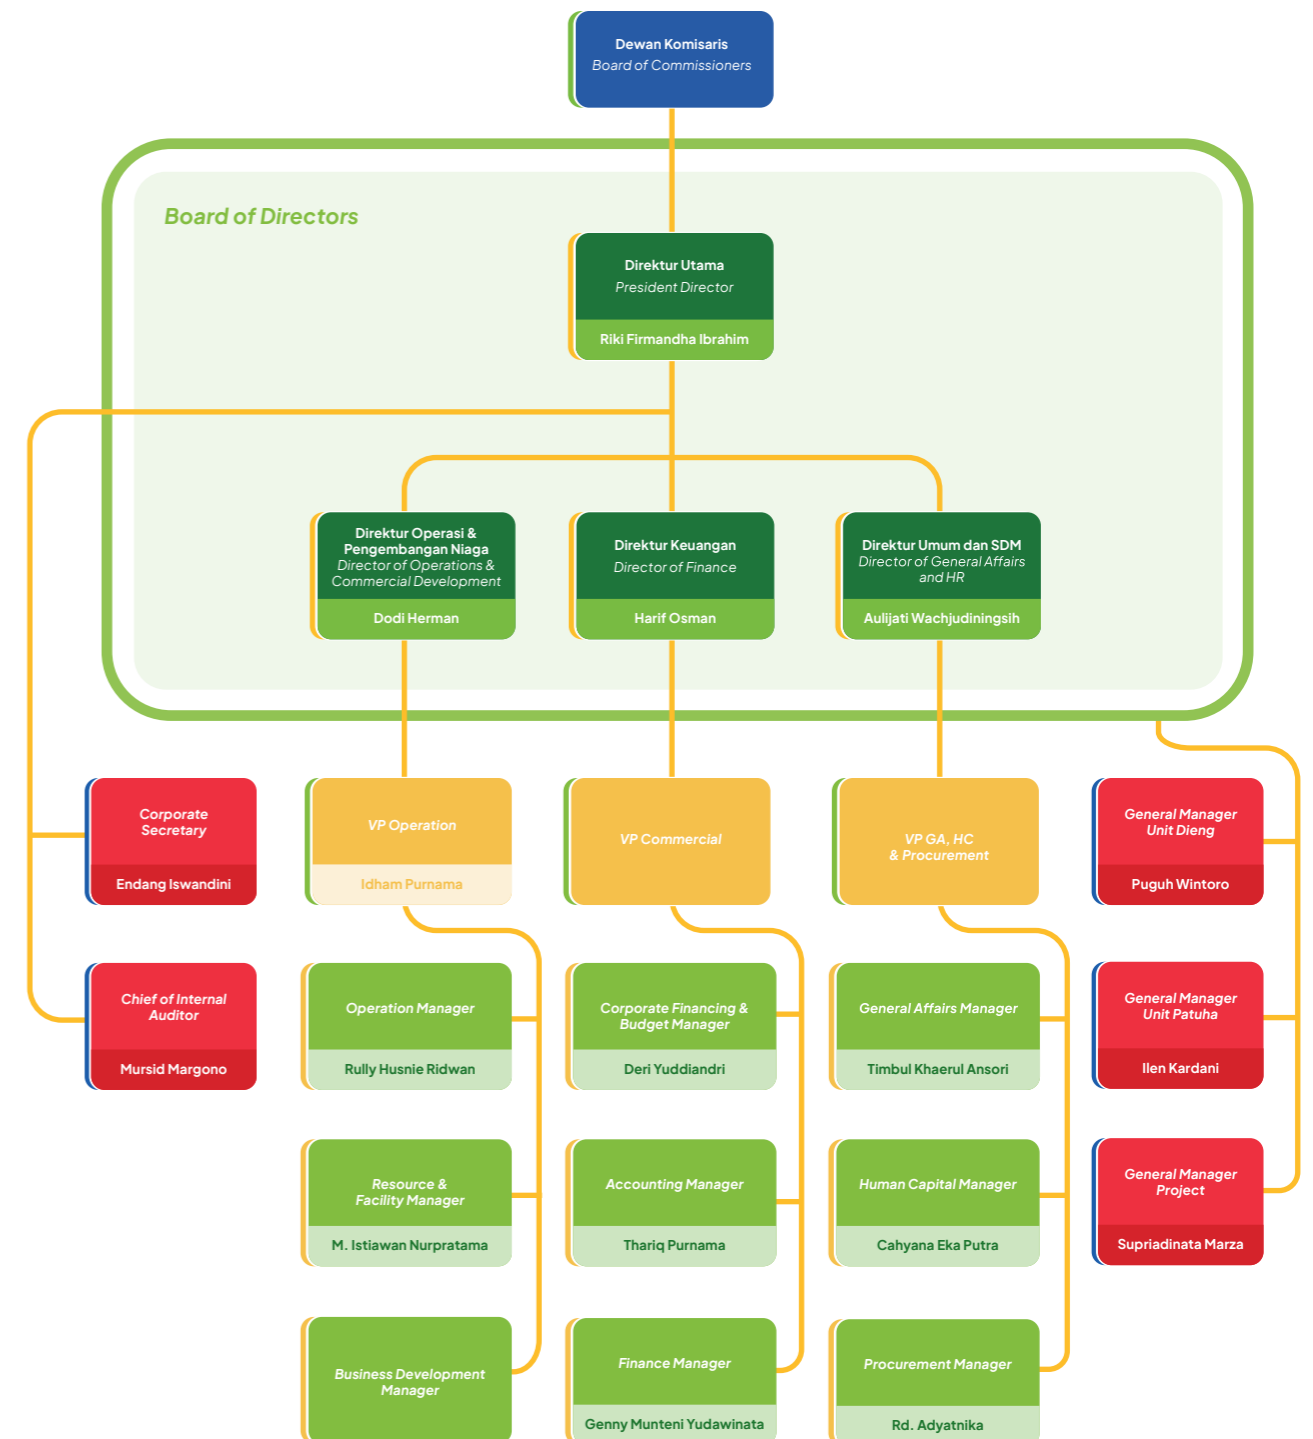 Dewan Komisaris
Board of Commissioners
Board of Directors
Direktur Utama
President Director
Riki Firmandha Ibrahim
Direktur Operasi &
Pengembangan Niaga
Director of Operations &
Commercial Development
Dodi Herman
Direktur Keuangan
Director of Finance
Harif Osman
Direktur Umum dan SDM
Director of General Affairs
and HR
Aulijati Wachjudiningsih
Corporate
Secretary
Endang Iswandini
VP Operation
Idham Purnama
VP Commercial
VP GA, HC
& Procurement
General Manager
Unit Dieng
Puguh Wintoro
Chief of Internal
Auditor
Mursid Margono
Operation Manager
Rully Husnie Ridwan
Corporate Financing &
Budget Manager
Deri Yuddiandri
General Affairs Manager
Timbul Khaerul Ansori
General Manager
Unit Patuha
Ilen Kardani
Resource &
Facility Manager
M. Istiawan Nurpratama
Accounting Manager
Thariq Purnama
Human Capital Manager
Cahyana Eka Putra
General Manager
Project
Supriadinata Marza
Business Development
Manager
Finance Manager
Genny Munteni Yudawinata
Procurement Manager
Rd. Adyatnika